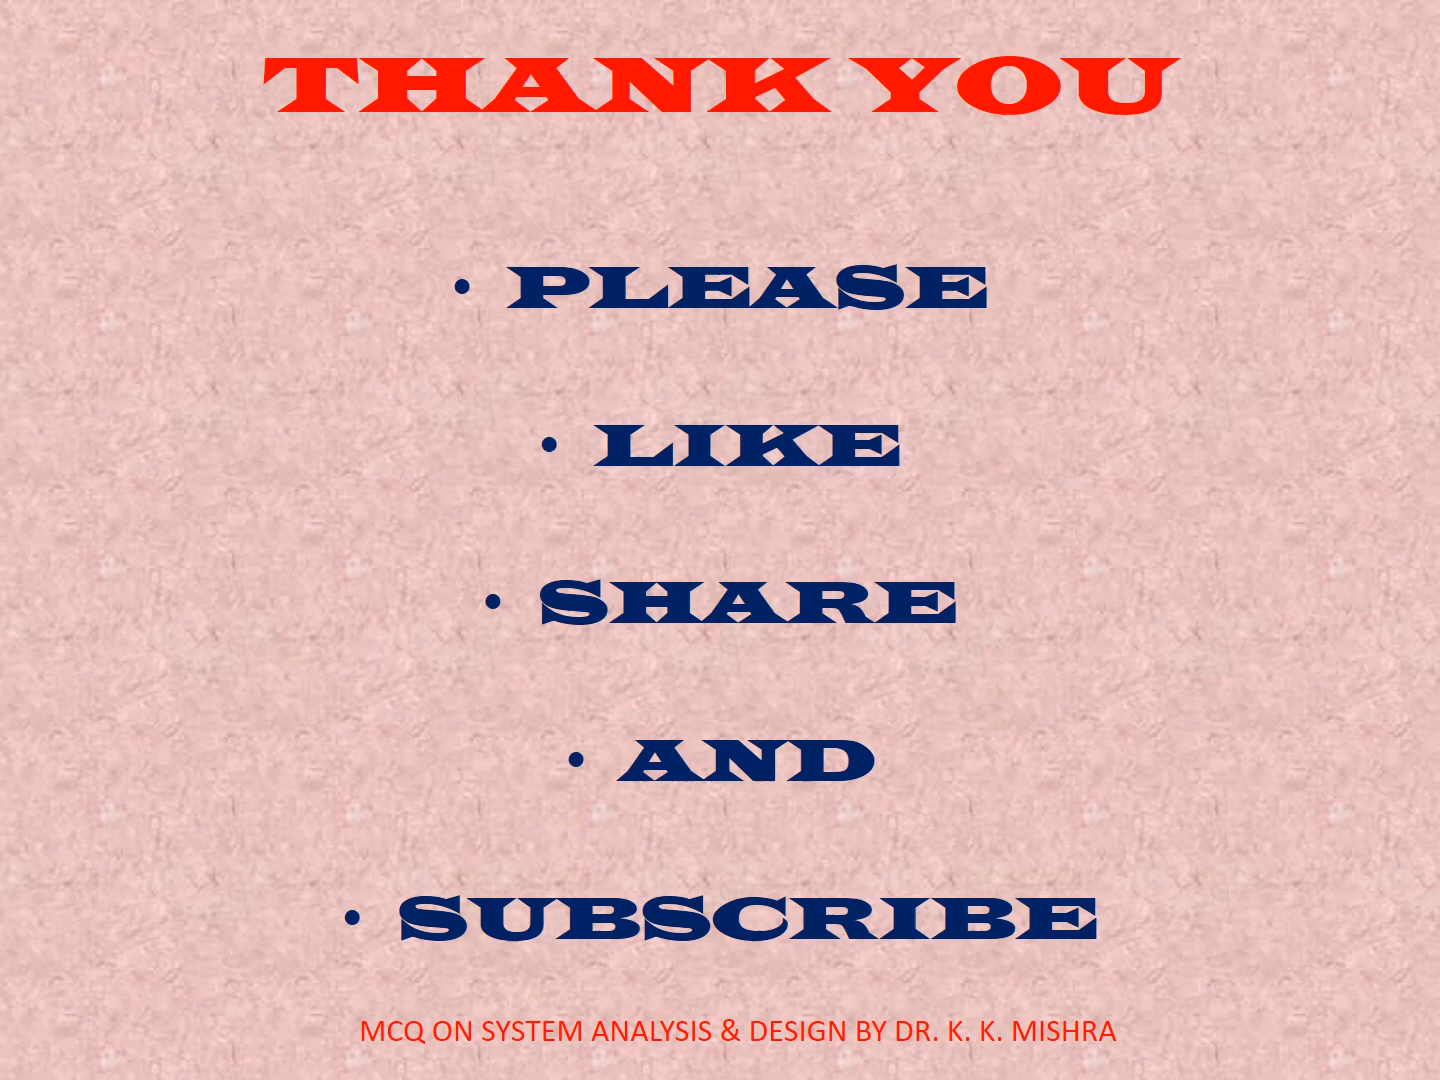 THANK YOU
• PLEASE
• LIKE
• SHARE
• AND
• SUBSCRIBE
MCQ ON SYSTEM ANALYSIS & DESIGN BY DR. K. K. MISHRA